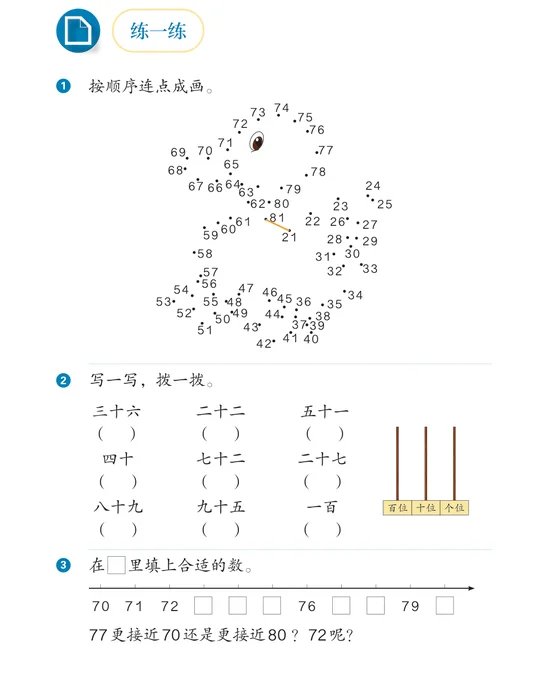 练一练
1 按顺序连点成画。
74
73 75
72 76
71 77
69 70
68 65 78
67 66 64 63 79 24
62 80 23 25
61 81 22 26 27
59 60 21 28 29
58 31 30
57 32 33
56
54 55 47 46 34
53 48 45 36 35
52 50 49 44 38
51 43 37 39
42 41 40
2 写一写，拨一拨。
三十六 二十二 五十一
( ) ( ) ( )
四十 七十二 二十七
( ) ( ) ( )
八十九 九十五 一百
( ) ( ) ( )
百位 十位 个位
3 在□里填上合适的数。
70 71 72 □ □ □ 76 □ □ 79 □
77更接近70还是更接近80？72呢？